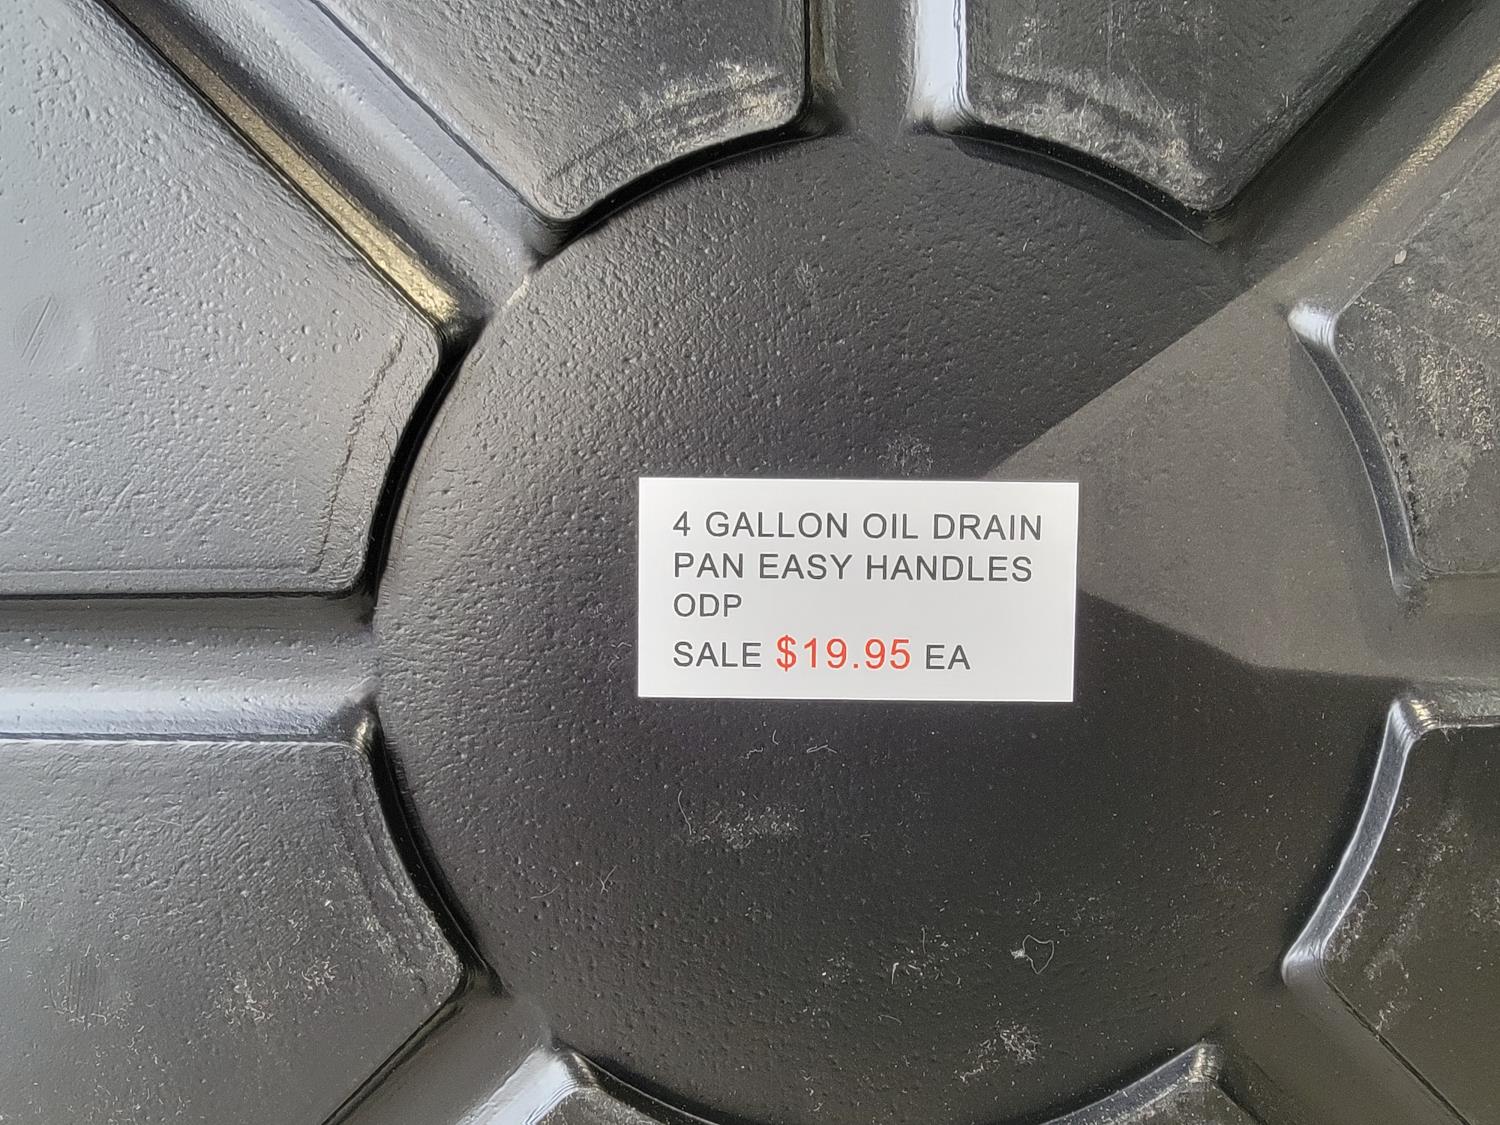 4 GALLON OIL DRAIN
PAN EASY HANDLES
ODP
SALE $19.95 EA